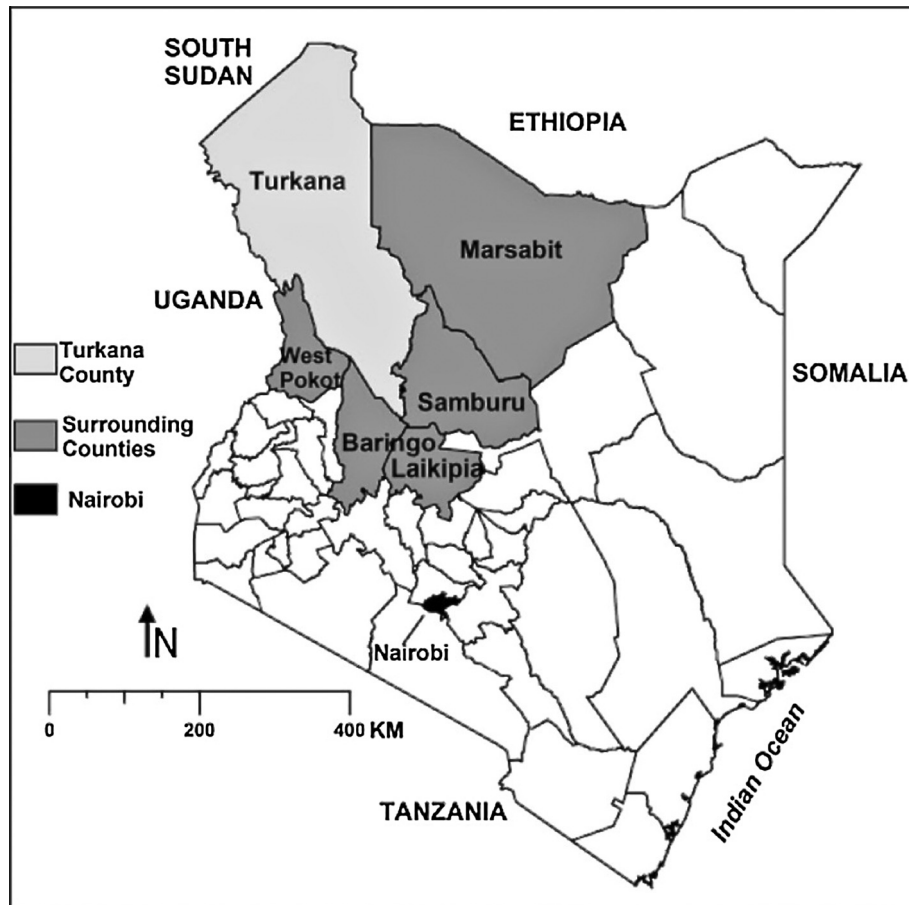 SOUTH
SUDAN
ETHIOPIA
Turkana
Marsabit
UGANDA
Turkana
County
West
Pokot
SOMALIA
Samburu
Surrounding
Counties
Baringo
Laikipia
Nairobi
N
Nairobi
0 200 400 KM
TANZANIA
Indian Ocean